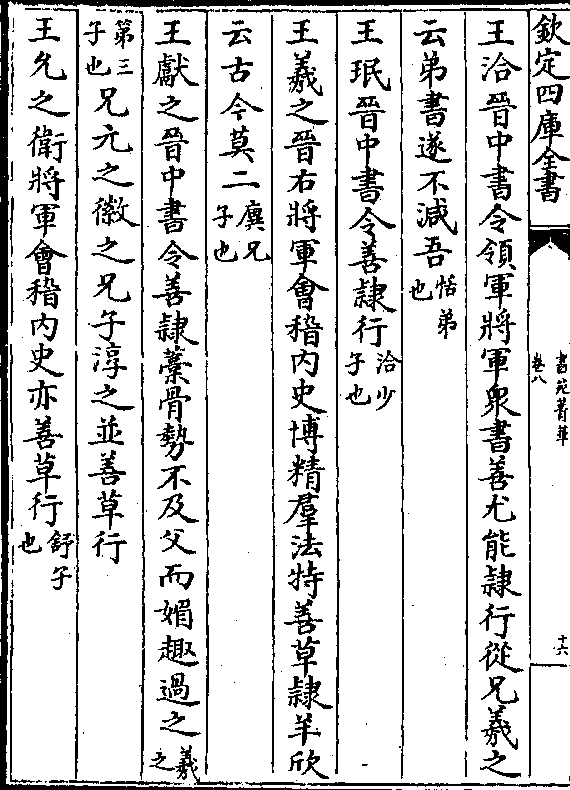 欽定四庫全書
書苑菁華
卷八
十六
王洽晉中書令領軍將軍衆書善尤能隸行從兄羲之
云弟書遂不減吾恬弟也
王珉晉中書令善隸行洽少子也
王羲之晉右將軍會稽內史博精羣法特善草隸羊欣
云古今莫二廙兄子也
王獻之晉中書令善隸藁骨勢不及父而媚趣過之羲之
第三子也兄元之徽之兄子淳之並善草行
王允之衛將軍會稽內史亦善草行舒子也